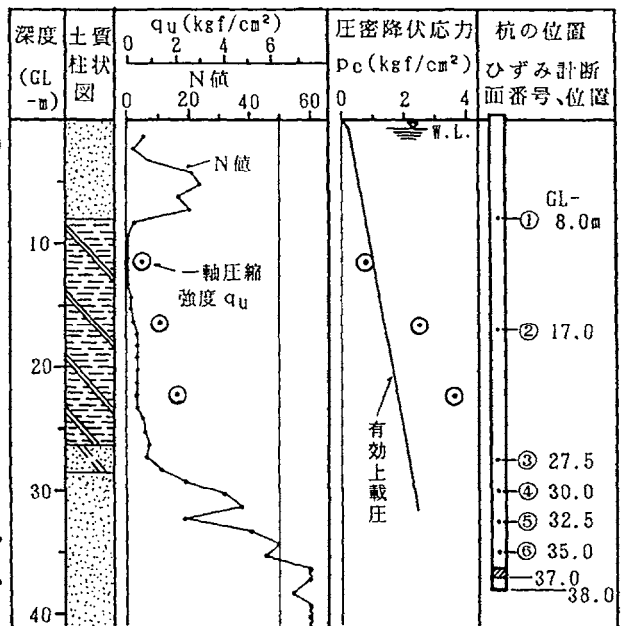 深度
(GL
-m)
土質
柱状
図
qu(kgf/cm²)
0 2 4
N値
0 20 40 60
圧密降伏応力
pc(kgf/cm²)
0 2 4
杭の位置
ひずみ計断
面番号、位置
W.L.
N値
GL-
① 8.0m
10
一軸圧縮
強度 qu
② 17.0
20
有効上載圧
③ 27.5
30
④ 30.0
⑤ 32.5
⑥ 35.0
37.0
38.0
40